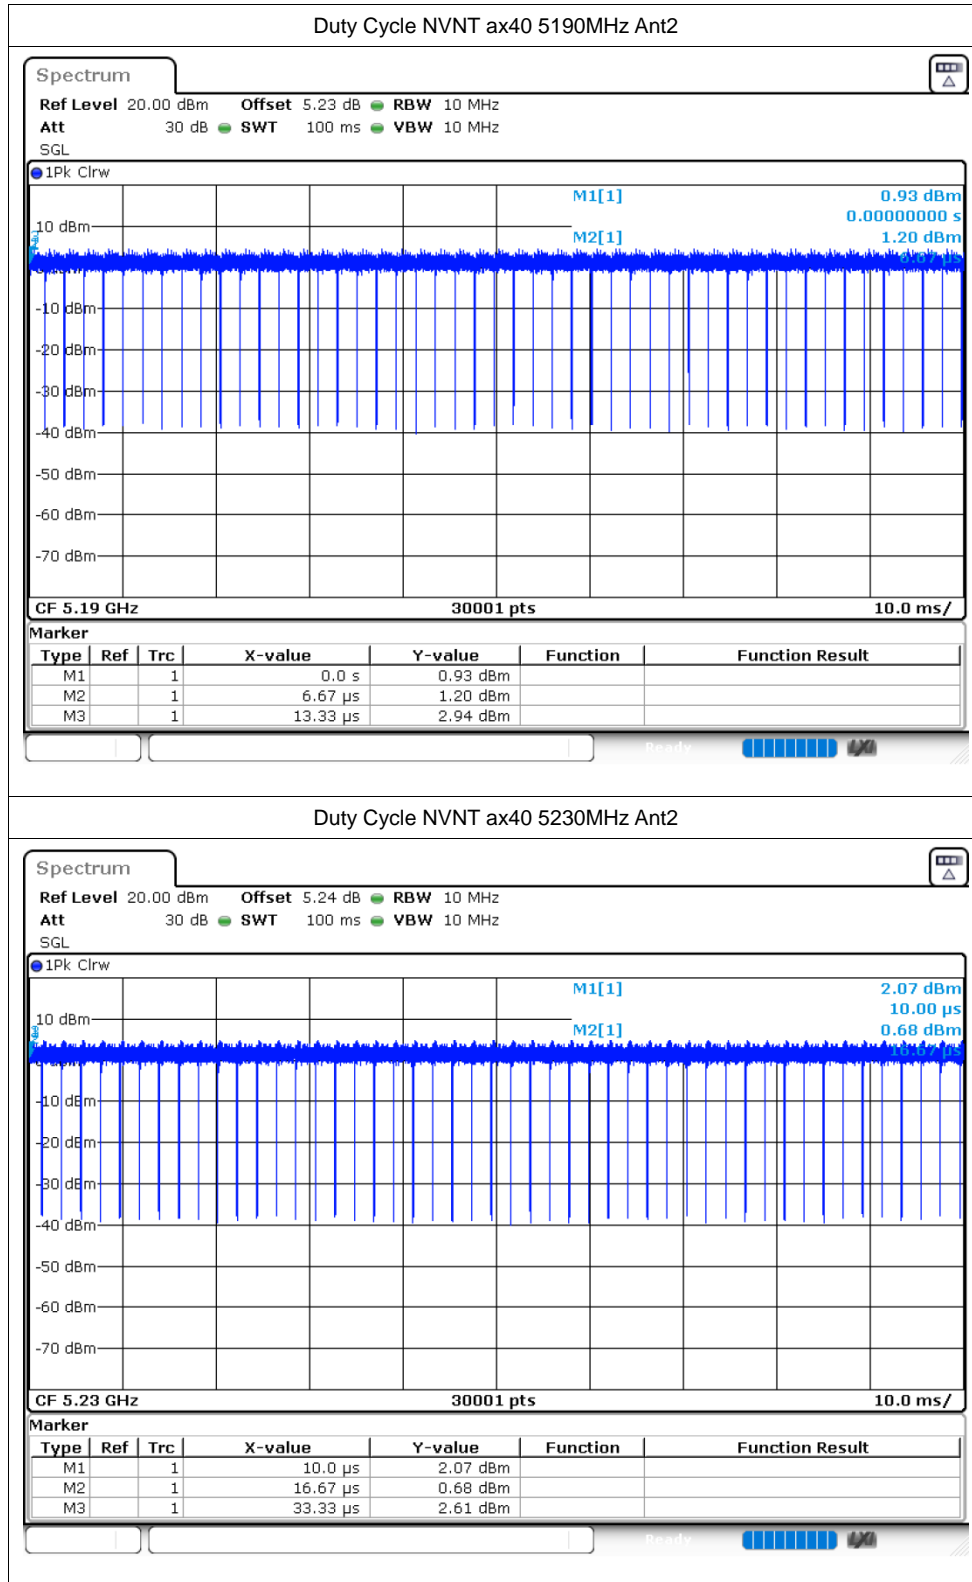 Duty Cycle NVNT ax40 5190MHz Ant2
Spectrum
Ref Level 20.00 dBm Offset 5.23 dB RBW 10 MHz
Att 30 dB SWT 100 ms VBW 10 MHz
SGL
1Pk Clrw
M1[1] 0.93 dBm
0.00000000 s
10 dBm
M2[1] 1.20 dBm
6.67 µs
-10 dBm
-20 dBm
-30 dBm
-40 dBm
-50 dBm
-60 dBm
-70 dBm
CF 5.19 GHz 30001 pts 10.0 ms/
Marker
Type Ref Trc X-value Y-value Function Function Result
M1 1 0.0 s 0.93 dBm
M2 1 6.67 µs 1.20 dBm
M3 1 13.33 µs 2.94 dBm
Ready LXI
Duty Cycle NVNT ax40 5230MHz Ant2
Spectrum
Ref Level 20.00 dBm Offset 5.24 dB RBW 10 MHz
Att 30 dB SWT 100 ms VBW 10 MHz
SGL
1Pk Clrw
M1[1] 2.07 dBm
10.00 µs
10 dBm
M2[1] 0.68 dBm
16.67 µs
-10 dBm
-20 dBm
-30 dBm
-40 dBm
-50 dBm
-60 dBm
-70 dBm
CF 5.23 GHz 30001 pts 10.0 ms/
Marker
Type Ref Trc X-value Y-value Function Function Result
M1 1 10.0 µs 2.07 dBm
M2 1 16.67 µs 0.68 dBm
M3 1 33.33 µs 2.61 dBm
Ready LXI